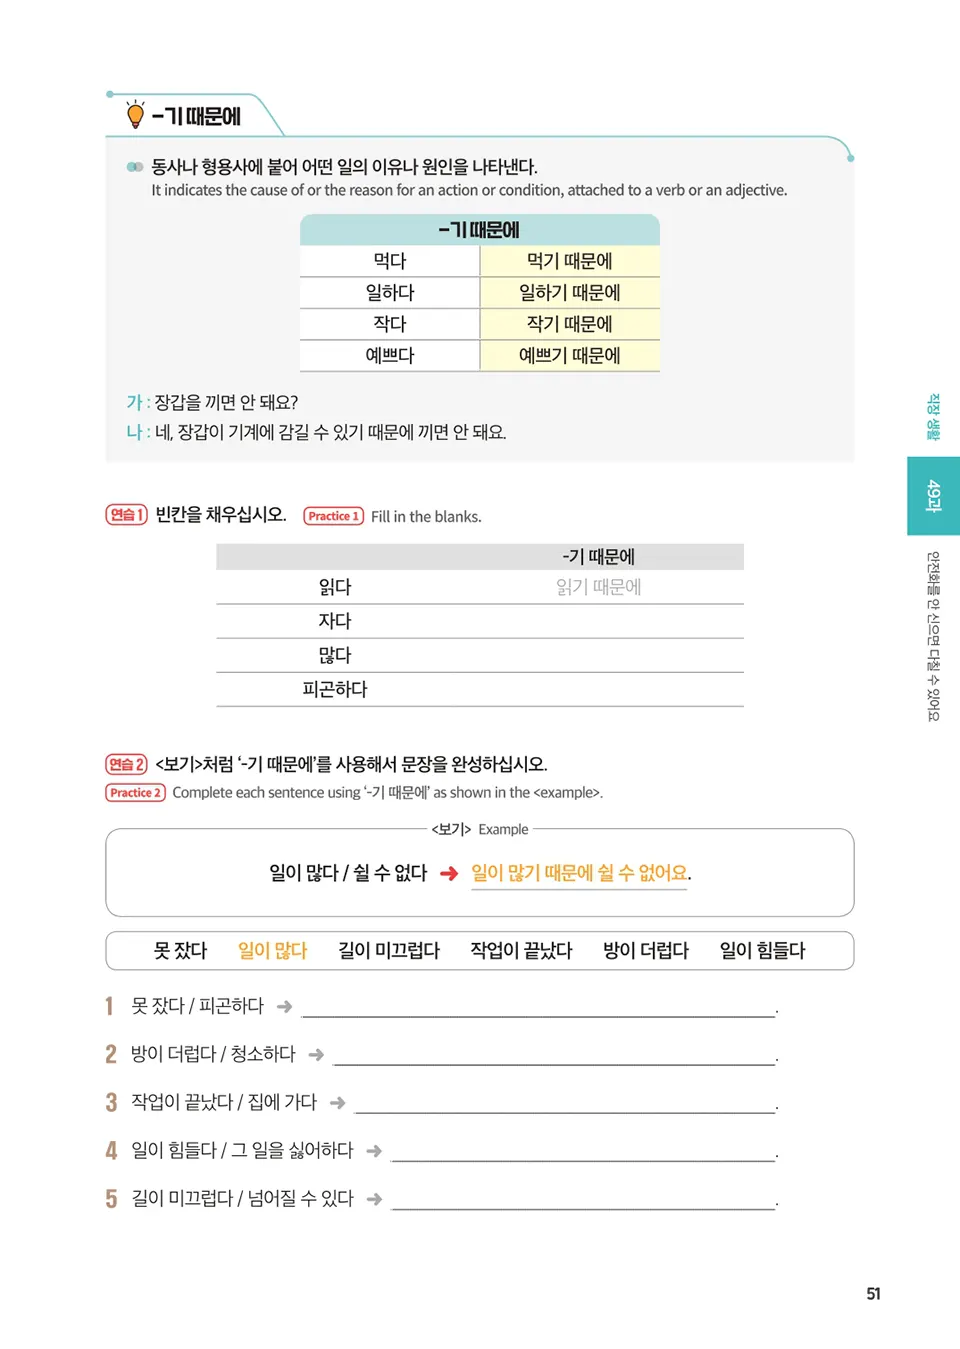 -기 때문에
동사나 형용사에 붙어 어떤 일의 이유나 원인을 나타낸다.
It indicates the cause of or the reason for an action or condition, attached to a verb or an adjective.
-기 때문에
먹다 먹기 때문에
일하다 일하기 때문에
작다 작기 때문에
예쁘다 예쁘기 때문에
가 : 장갑을 끼면 안 돼요?
나 : 네, 장갑이 기계에 감길 수 있기 때문에 끼면 안 돼요.
연습 1 빈칸을 채우십시오. Practice 1 Fill in the blanks.
-기 때문에
읽다 읽기 때문에
자다
많다
피곤하다
연습 2 <보기>처럼 ‘-기 때문에’를 사용해서 문장을 완성하십시오.
Practice 2 Complete each sentence using ‘-기 때문에’ as shown in the <example>.
<보기> Example
일이 많다 / 쉴 수 없다 ➜ 일이 많기 때문에 쉴 수 없어요.
못 잤다 일이 많다 길이 미끄럽다 작업이 끝났다 방이 더럽다 일이 힘들다
1 못 잤다 / 피곤하다 ➜ .
2 방이 더럽다 / 청소하다 ➜ .
3 작업이 끝났다 / 집에 가다 ➜ .
4 일이 힘들다 / 그 일을 싫어하다 ➜ .
5 길이 미끄럽다 / 넘어질 수 있다 ➜ .
직장 생활
49과
안전화를 안 신으면 다칠 수 있어요
51